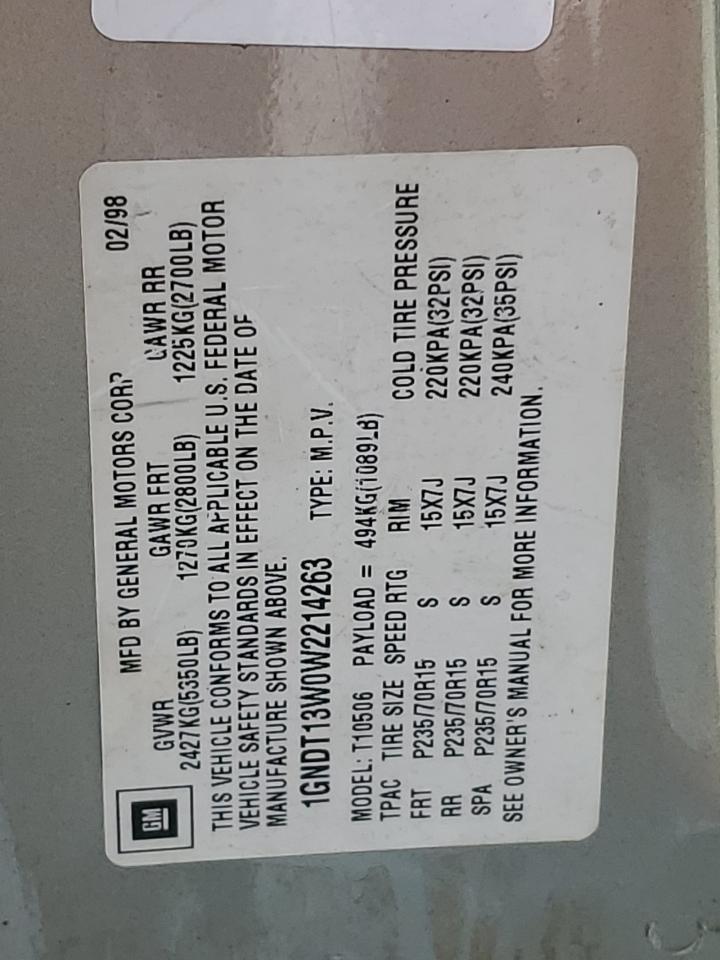 GM
MFD BY GENERAL MOTORS CORP 02/98
GVWR GAWR FRT GAWR RR
2427KG(5350LB) 1270KG(2800LB) 1225KG(2700LB)
THIS VEHICLE CONFORMS TO ALL APPLICABLE U.S. FEDERAL MOTOR
VEHICLE SAFETY STANDARDS IN EFFECT ON THE DATE OF
MANUFACTURE SHOWN ABOVE.
1GNDT13W0W2214263 TYPE: M.P.V.
MODEL: T10506 PAYLOAD = 494KG(1089LB)
TPAC TIRE SIZE SPEED RTG RIM COLD TIRE PRESSURE
FRT P235/70R15 S 15X7J 220KPA(32PSI)
RR P235/70R15 S 15X7J 220KPA(32PSI)
SPA P235/70R15 S 15X7J 240KPA(35PSI)
SEE OWNER'S MANUAL FOR MORE INFORMATION.